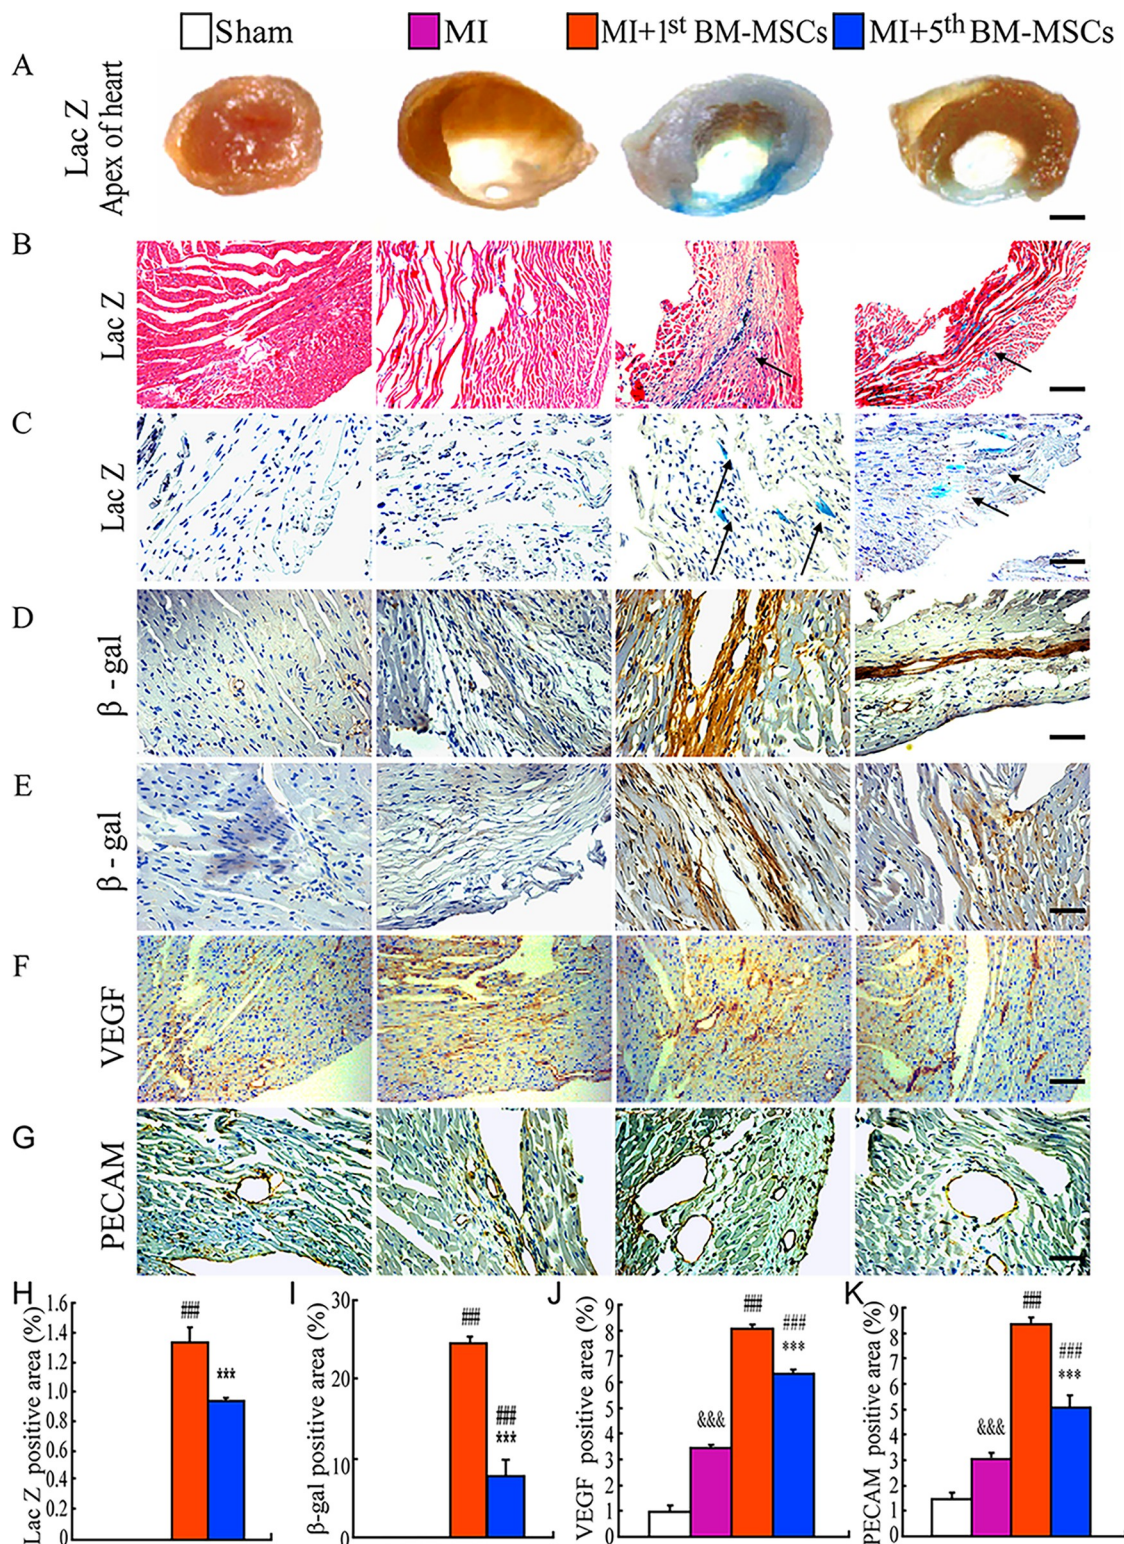 Sham MI MI+1st BM-MSCs MI+5th BM-MSCs
A
Lac Z
Apex of heart
B
Lac Z
C
Lac Z
D
β - gal
E
β - gal
F
VEGF
G
PECAM
H
Lac Z positive area (%)
1.6
1.4
1.2
1.0
0.8
0.6
0.4
0.2
0
###
***
I
β-gal positive area (%)
30
20
10
0
###
###
***
J
VEGF positive area (%)
9
8
7
6
5
4
3
2
1
0
&&&
###
###
***
K
PECAM positive area (%)
9
8
7
6
5
4
3
2
1
0
&&&
###
###
***